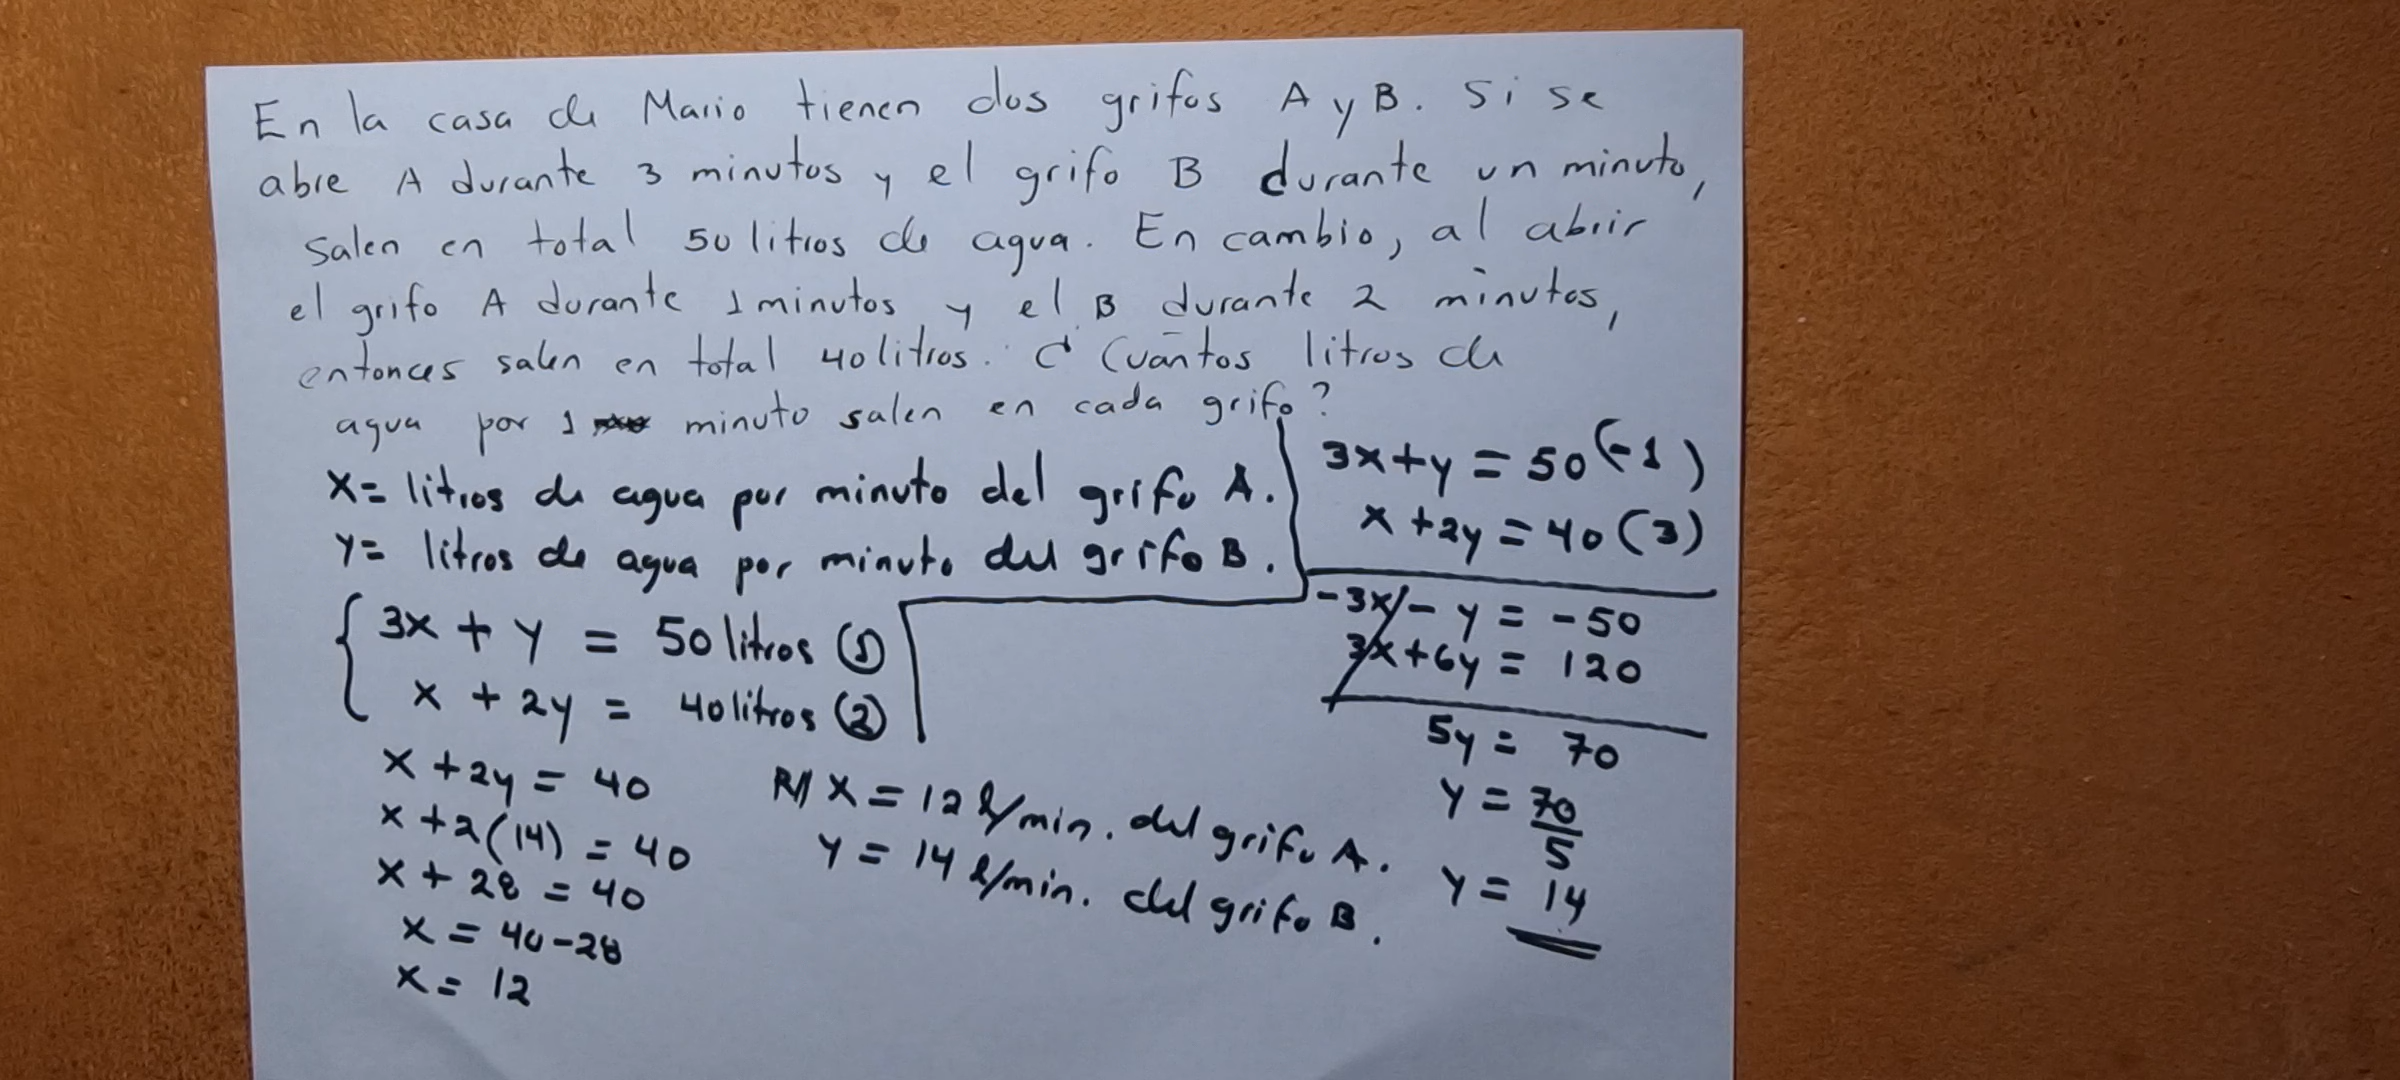 En la casa de Mario tienen dos grifos A y B. Si se
abre A durante 3 minutos y el grifo B durante un minuto,
salen en total 50 litros de agua. En cambio, al abrir
el grifo A durante 1 minutos y el B durante 2 minutos,
entonces salen en total 40 litros. ¿Cuántos litros de
agua por 1 minuto salen en cada grifo?
X= litros de agua por minuto del grifo A.
Y= litros de agua por minuto del grifo B.
3x + y = 50 litros (1)
x + 2y = 40 litros (2)
3x+y = 50 (-1)
x +2y = 40 (3)
-3x - y = -50
3x+6y = 120
5y = 70
y = 70/5
y = 14
x + 2y = 40
x +2(14) = 40
x + 28 = 40
x = 40-28
x = 12
R/ X = 12 l/min. del grifo A.
Y = 14 l/min. del grifo B.